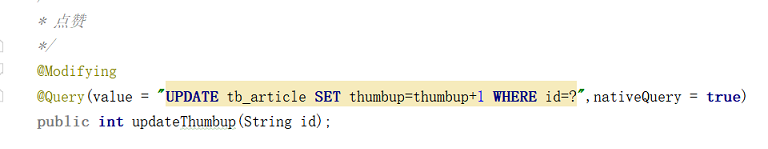 * 点赞
*/
@Modifying
@Query(value = "UPDATE tb_article SET thumbup=thumbup+1 WHERE id=?",nativeQuery = true)
public int updateThumbup(String id);